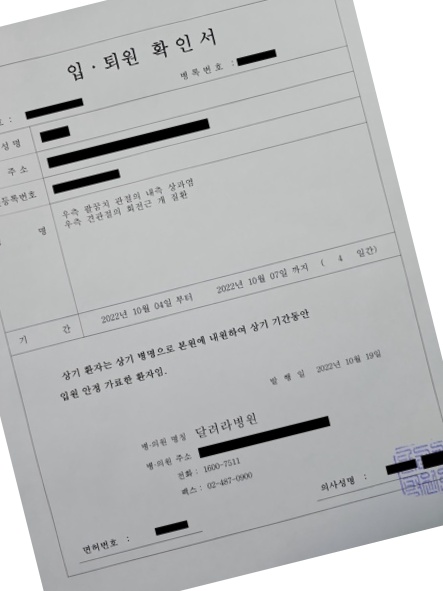 입 · 퇴원 확인서
병록번호 :
성명
주소
등록번호
명
우측 팔꿈치 관절의 내측 상과염
우측 견관절의 회전근 개 질환
기 간
2022년 10월 04일 부터 2022년 10월 07일 까지 ( 4 일간)
상기 환자는 상기 병명으로 본원에 내원하여 상기 기간동안
입원 안정 가료한 환자임.
발 행 일 2022년 10월 19일
병·의원 명칭 달려라병원
병·의원 주소
전화 : 1600-7511
팩스 : 02-487-0900
의사성명 :
면허번호 :